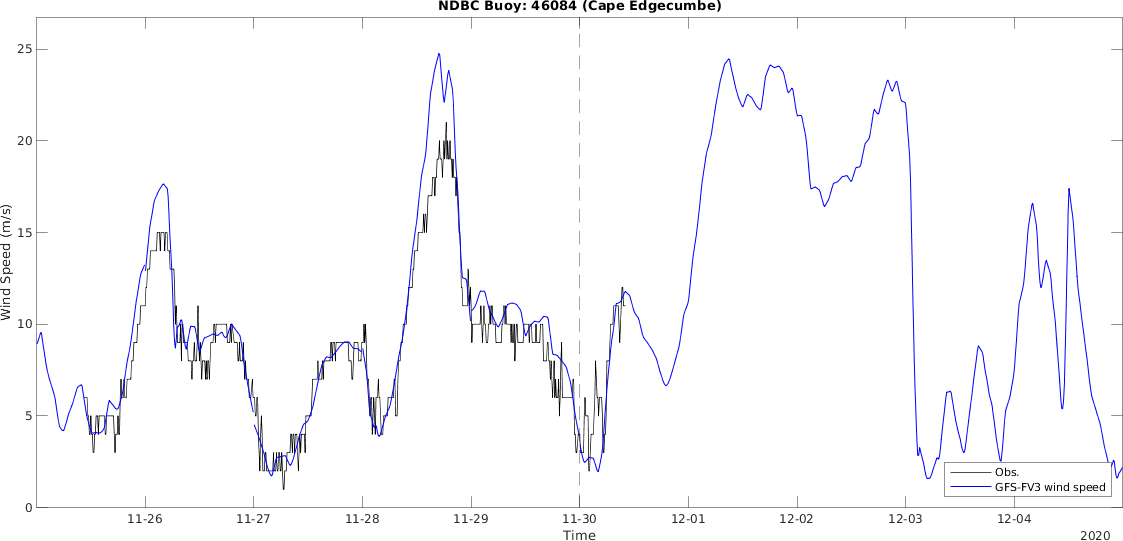 NDBC Buoy: 46084 (Cape Edgecumbe)
25
20
15
10
5
0
Wind Speed (m/s)
11-26 11-27 11-28 11-29 11-30 12-01 12-02 12-03 12-04
Time
2020
Obs.
GFS-FV3 wind speed